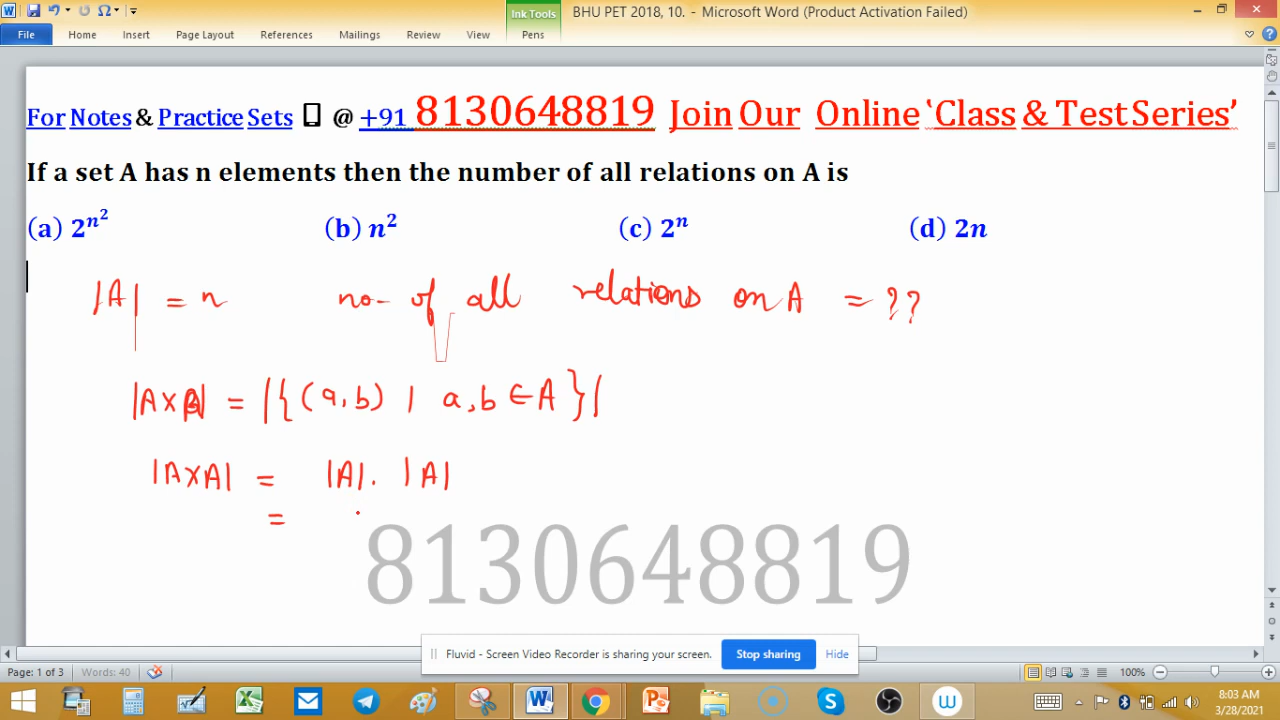 BHU PET 2018, 10. - Microsoft Word (Product Activation Failed)
Ink Tools
File Home Insert Page Layout References Mailings Review View Pens
For Notes & Practice Sets @ +91 8130648819 Join Our Online 'Class & Test Series'
If a set A has n elements then the number of all relations on A is
(a) 2^{n^2} (b) n^2 (c) 2^n (d) 2n
|A| = n no- of all relations on A = ??
|A×A| = |{(a,b) | a,b ∈ A}|
|A×A| = |A|. |A|
=
8130648819
Fluvid - Screen Video Recorder is sharing your screen. Stop sharing Hide
Page: 1 of 3 Words: 40 100%
8:03 AM
3/28/2021